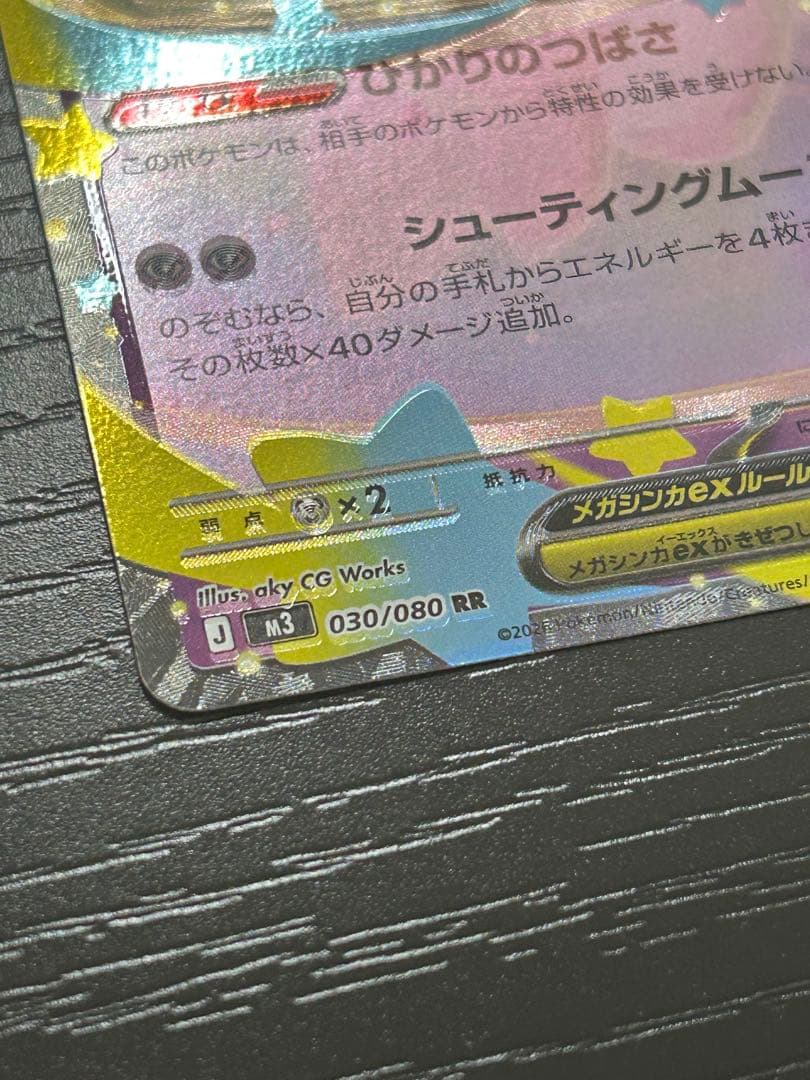 ひかりのつばさ
このポケモンは、相手のポケモンから特性の効果を受けない。
シューティングムー
のぞむなら、自分の手札からエネルギーを4枚
その枚数×40ダメージ追加。
弱点 ×2 抵抗力 に
メガシンカexルール
メガシンカexがきぜつし
Illus. aky CG Works
J M3 030/080 RR
Pokémon/Nintendo/Creatures/